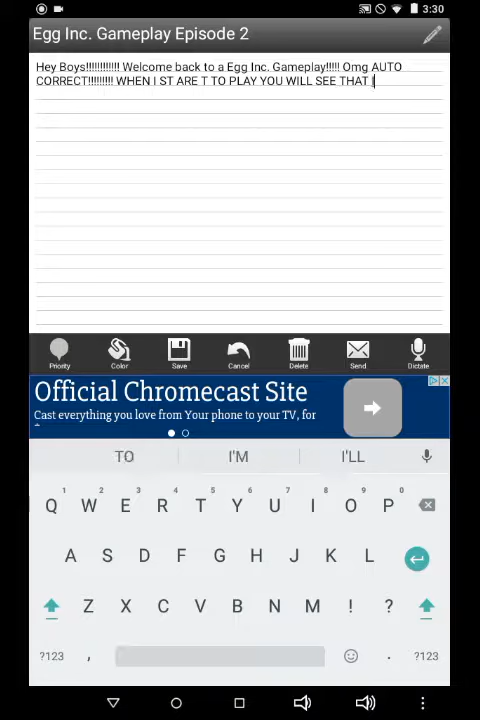 3:30
Egg Inc. Gameplay Episode 2
Hey Boys!!!!!!!!!!!! Welcome back to a Egg Inc. Gameplay!!!!! Omg AUTO
CORRECT!!!!!!!!! WHEN I ST ARE T TO PLAY YOU WILL SEE THAT I
Priority Color Save Cancel Delete Send Dictate
Official Chromecast Site
Cast everything you love from Your phone to your TV, for
TO I'M I'LL
1 2 3 4 5 6 7 8 9 0
Q W E R T Y U I O P
A S D F G H J K L
Z X C V B N M ! ?
?123 , . ?123